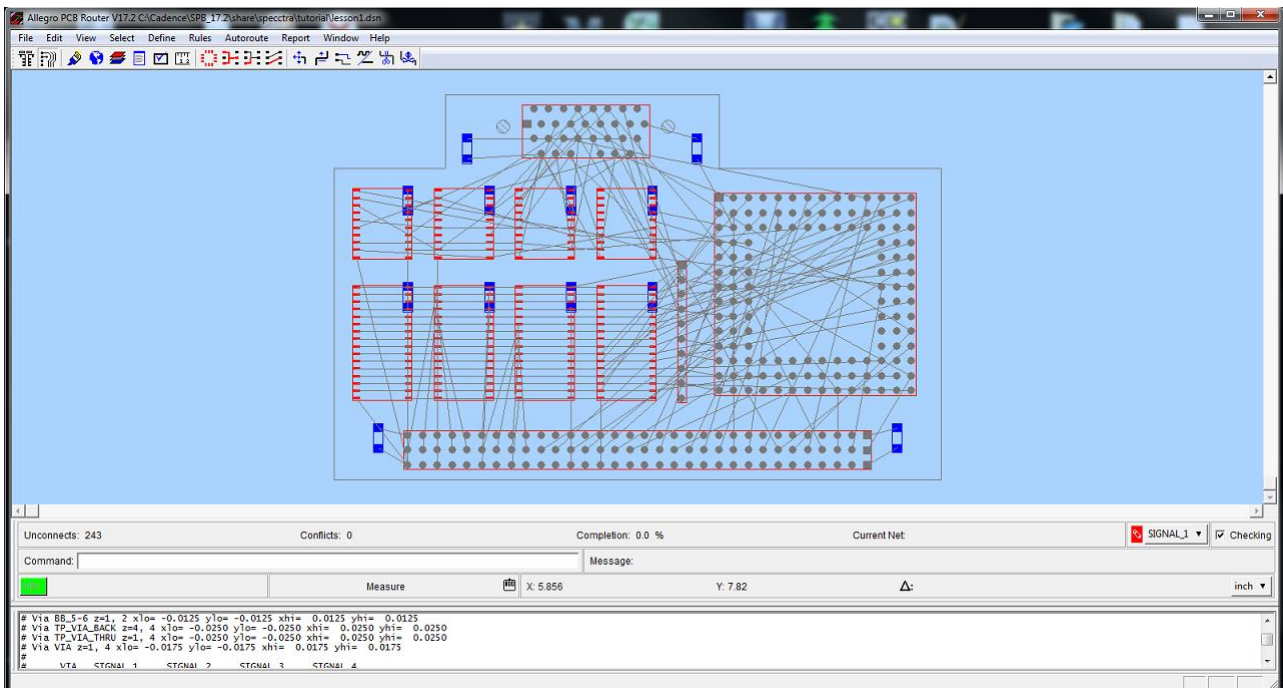 Allegro PCB Router V17.2 C:\Cadence\SPB_17.2\share\specctra\tutorial\lesson1.dsn
File Edit View Select Define Rules Autoroute Report Window Help
Unconnects: 243 Conflicts: 0 Completion: 0.0 % Current Net: SIGNAL_1 Checking
Command: Message:
Measure X: 5.856 Y: 7.82 Δ: inch
# Via BB_5-6 z=1, 2 xlo= -0.0125 ylo= -0.0125 xhi= 0.0125 yhi= 0.0125
# Via TP_VIA_BACK z=4, 4 xlo= -0.0250 ylo= -0.0250 xhi= 0.0250 yhi= 0.0250
# Via TP_VIA_THRU z=1, 4 xlo= -0.0250 ylo= -0.0250 xhi= 0.0250 yhi= 0.0250
# Via VIA z=1, 4 xlo= -0.0175 ylo= -0.0175 xhi= 0.0175 yhi= 0.0175
#
# VIA SIGNAL_1 SIGNAL_2 SIGNAL_3 SIGNAL_4